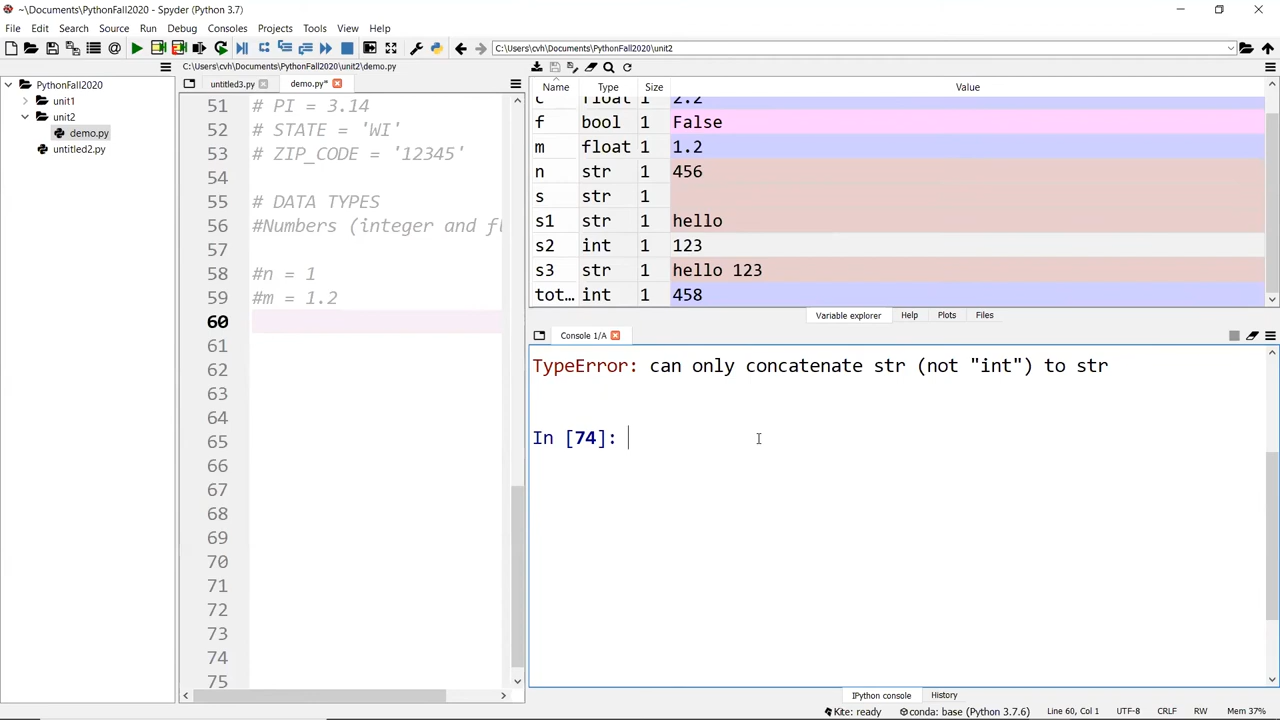 ~\Documents\PythonFall2020 - Spyder (Python 3.7)
File Edit Search Source Run Debug Consoles Projects Tools View Help
C:\Users\cvh\Documents\PythonFall2020\unit2
C:\Users\cvh\Documents\PythonFall2020\unit2\demo.py
PythonFall2020
unit1
unit2
demo.py
untitled2.py
untitled3.py demo.py*
51 # PI = 3.14
52 # STATE = 'WI'
53 # ZIP_CODE = '12345'
54
55 # DATA TYPES
56 #Numbers (integer and fl
57
58 #n = 1
59 #m = 1.2
60
61
62
63
64
65
66
67
68
69
70
71
72
73
74
75
Name Type Size Value
c float 1 2.2
f bool 1 False
m float 1 1.2
n str 1 456
s str 1
s1 str 1 hello
s2 int 1 123
s3 str 1 hello 123
tot… int 1 458
Variable explorer Help Plots Files
Console 1/A
TypeError: can only concatenate str (not "int") to str
In [74]:
IPython console History
Kite: ready conda: base (Python 3.7.6) Line 60, Col 1 UTF-8 CRLF RW Mem 37%